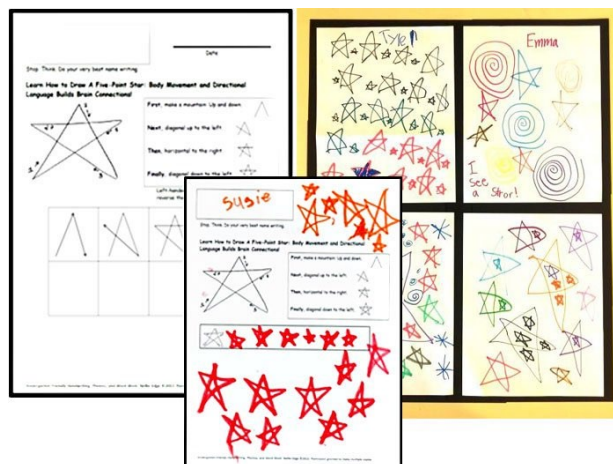 Date
Stop. Think. Do your very best name writing.
Learn How to Draw A Five-Point Star: Body Movement and Directional
Language Builds Brain Connections!
First, make a mountain: Up and down.
Next, diagonal up to the left.
Then, horizontal to the right.
Finally, diagonal down to the left.
Left-hande
reverse the
Susie
Stop. Think. Do your very best name writing.
Learn How to Draw A Five-Point Star: Body Movement and Directional
Language Builds Brain Connections!
First, make a mountain: Up and down.
Next, diagonal up to the left.
Then, horizontal to the right.
Finally, diagonal down to the left.
Tyler
Emma
I
see
a Star!